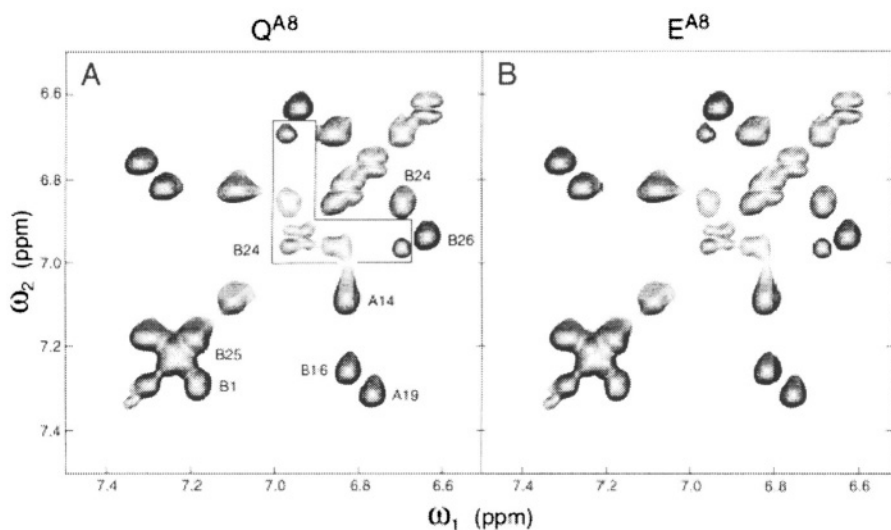 Q^A8 E^A8
A B
6.6
6.8
7.0
7.2
7.4
ω₂ (ppm)
B24
B24
B26
A14
B25
B16
B1
A19
7.4 7.2 7.0 6.8 6.6 7.4 7.2 7.0 6.8 6.6
ω₁ (ppm)